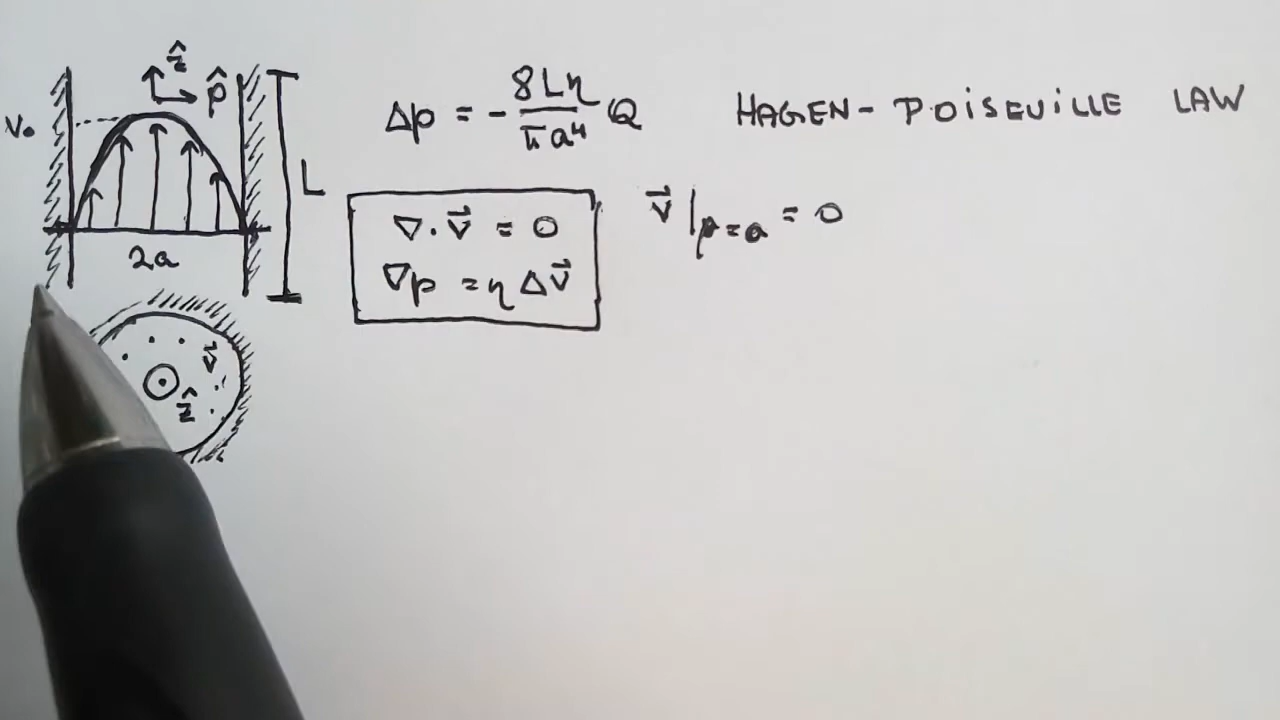 ẑ
ρ̂
v₀
L
2a
v⃗
ẑ
Δp = - 8Lη/πa⁴ Q
HAGEN-POISEUILLE LAW
∇·v⃗ = 0
∇p = η Δv⃗
v⃗|ρ=a = 0